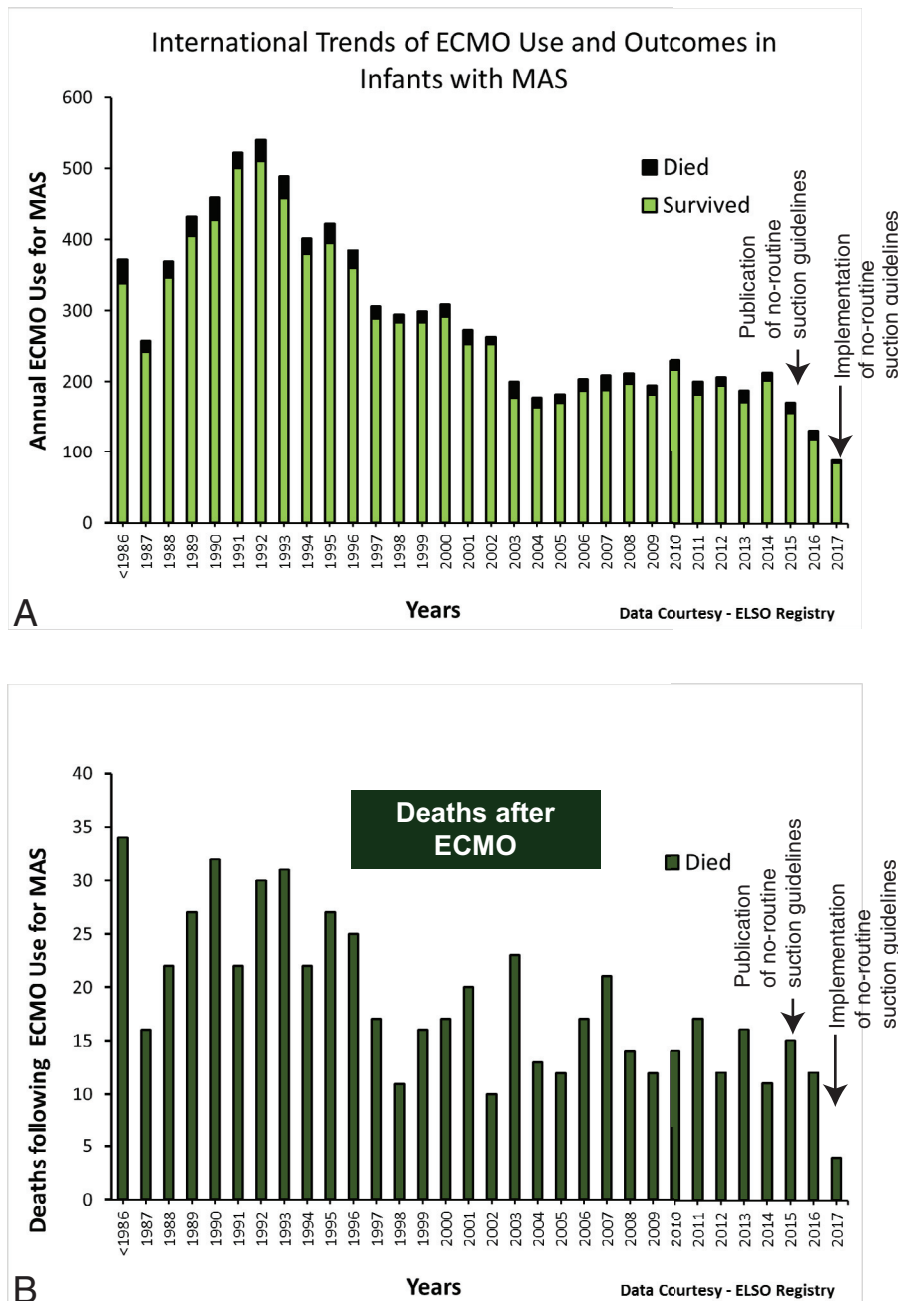 International Trends of ECMO Use and Outcomes in
Infants with MAS
Annual ECMO Use for MAS
600
500
400
300
200
100
0
Died
Survived
Publication
of no-routine
suction guidelines
Implementation
of no-routine
suction guidelines
<1986
1987
1988
1989
1990
1991
1992
1993
1994
1995
1996
1997
1998
1999
2000
2001
2002
2003
2004
2005
2006
2007
2008
2009
2010
2011
2012
2013
2014
2015
2016
2017
A
Years
Data Courtesy - ELSO Registry
Deaths following ECMO Use for MAS
40
35
30
25
20
15
10
5
0
Deaths after
ECMO
Died
Publication
of no-routine
suction guidelines
Implementation
of no-routine
suction guidelines
<1986
1987
1988
1989
1990
1991
1992
1993
1994
1995
1996
1997
1998
1999
2000
2001
2002
2003
2004
2005
2006
2007
2008
2009
2010
2011
2012
2013
2014
2015
2016
2017
B
Years
Data Courtesy - ELSO Registry